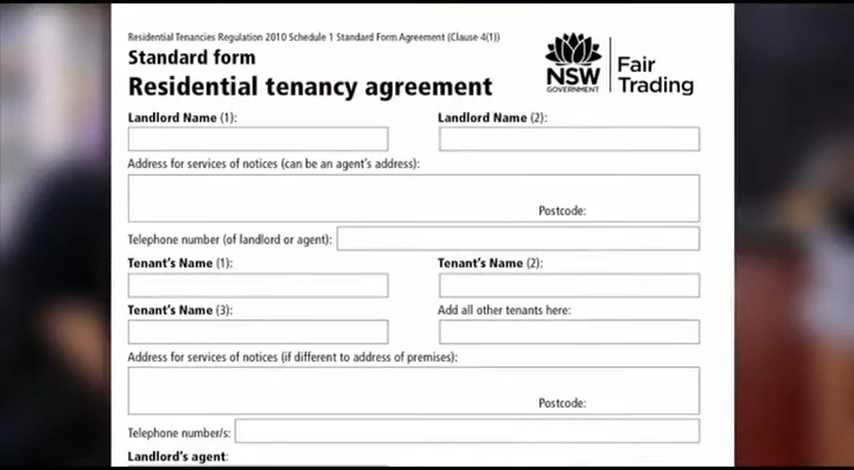 Residential Tenancies Regulation 2010 Schedule 1 Standard Form Agreement (Clause 4(1))
Standard form
Residential tenancy agreement
NSW
GOVERNMENT
Fair
Trading
Landlord Name (1): Landlord Name (2):
Address for services of notices (can be an agent's address):
Postcode:
Telephone number (of landlord or agent):
Tenant's Name (1): Tenant's Name (2):
Tenant's Name (3): Add all other tenants here:
Address for services of notices (if different to address of premises):
Postcode:
Telephone number/s:
Landlord's agent: